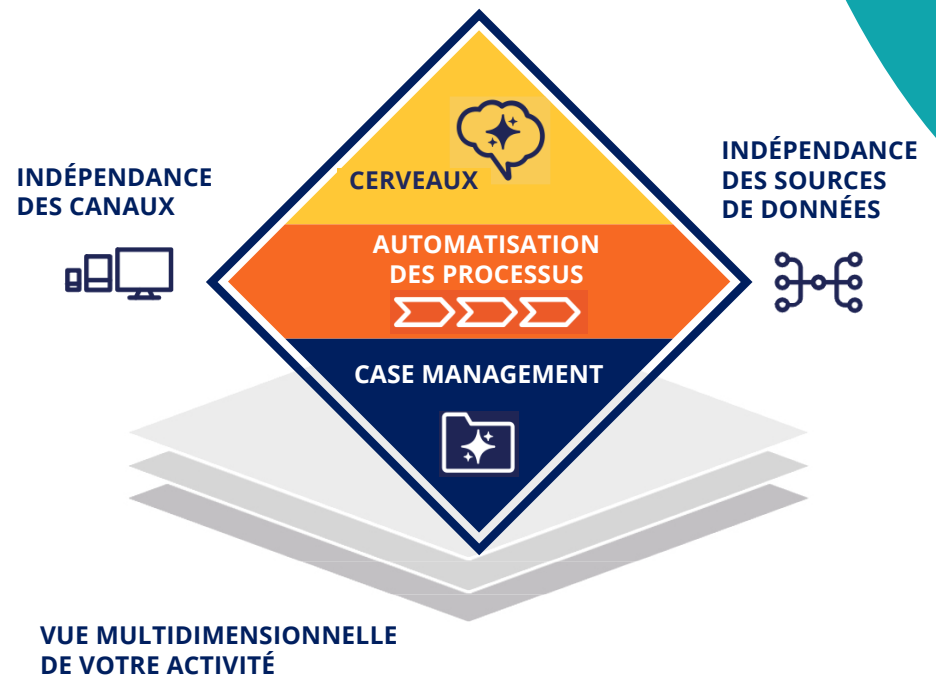 INDÉPENDANCE
DES CANAUX
CERVEAUX
AUTOMATISATION
DES PROCESSUS
CASE MANAGEMENT
INDÉPENDANCE
DES SOURCES
DE DONNÉES
VUE MULTIDIMENSIONNELLE
DE VOTRE ACTIVITÉ